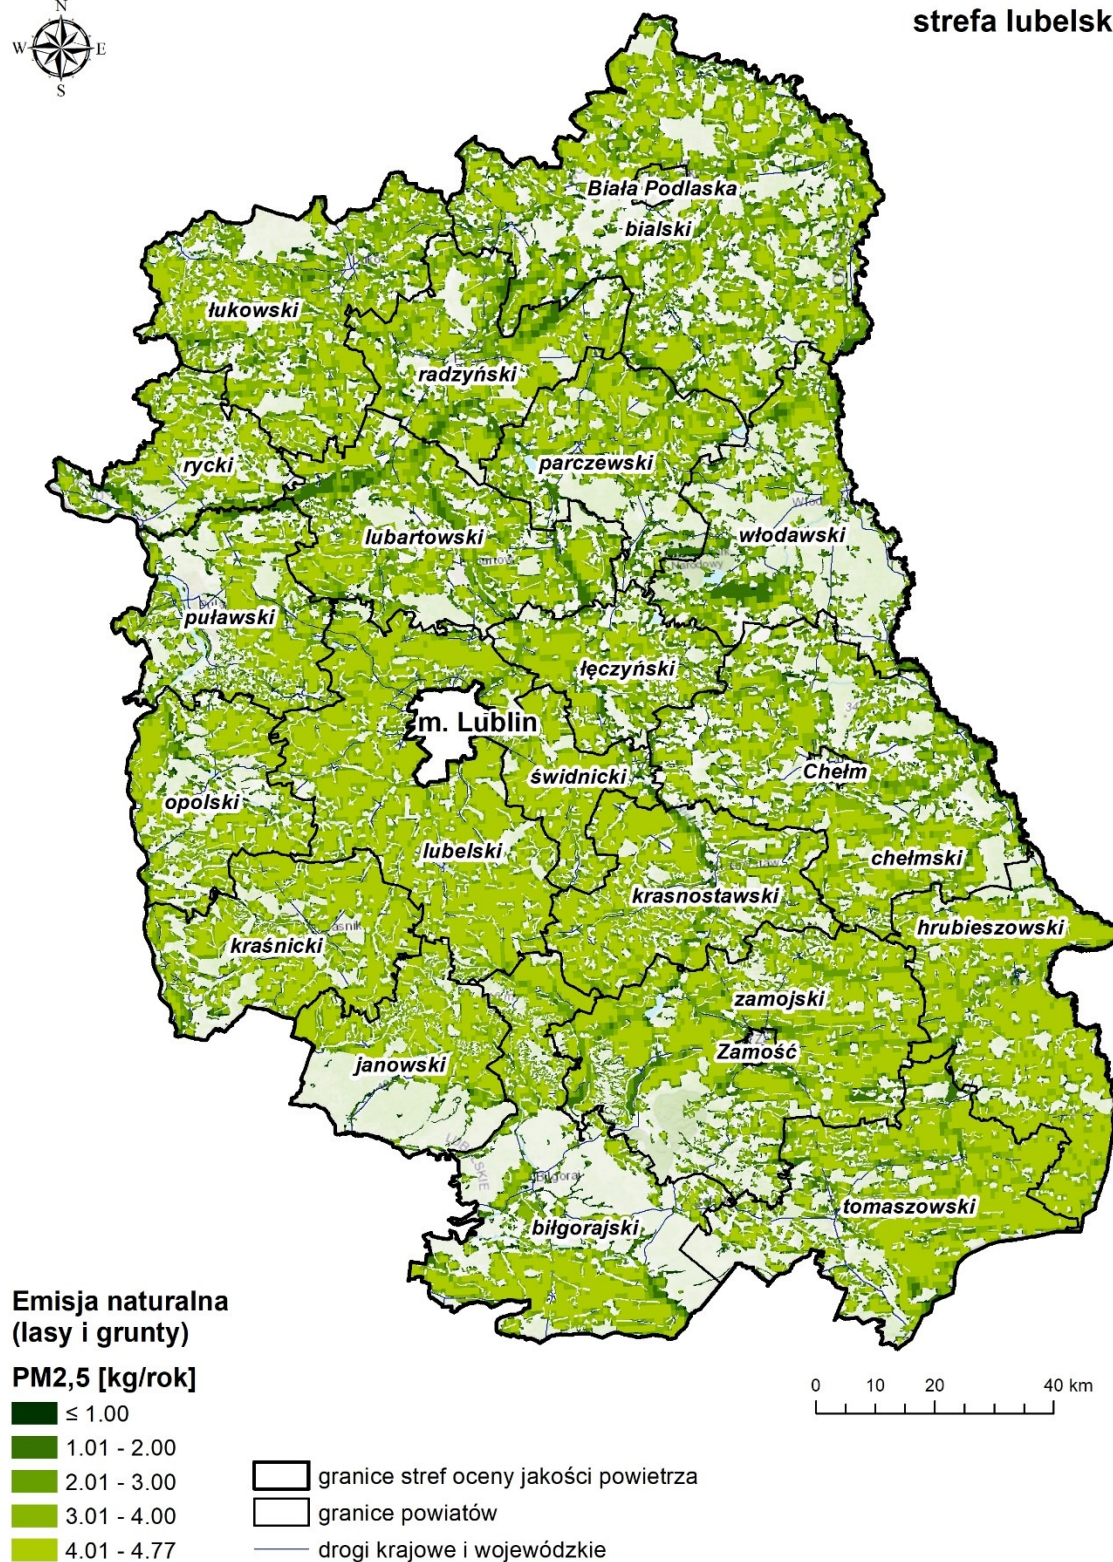 N
strefa lubelsk
W
E
S
Biała Podlaska
bialski
łukowski
radzyński
rycki
parczewski
lubartowski
włodawski
Narodowy
puławski
łęczyński
m. Lublin
świdnicki
Chełm
opolski
lubelski
chełmski
krasnostawski
hrubieszowski
kraśnicki
zamojski
Zamość
janowski
tomaszowski
biłgorajski
Emisja naturalna
(lasy i grunty)
PM2,5 [kg/rok]
≤ 1.00
1.01 - 2.00
2.01 - 3.00
3.01 - 4.00
4.01 - 4.77
0 10 20 40 km
granice stref oceny jakości powietrza
granice powiatów
drogi krajowe i wojewódzkie